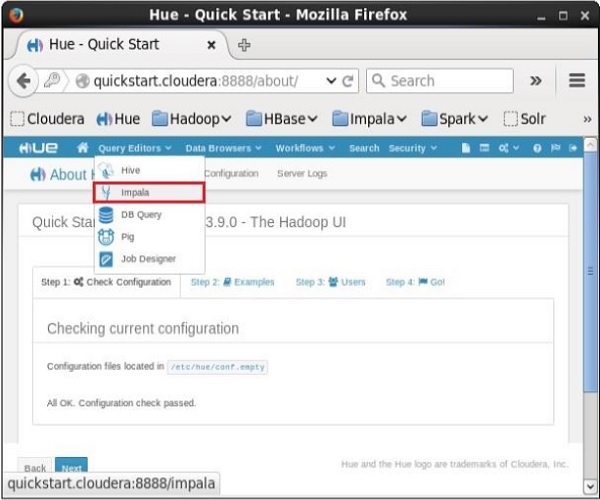 Hue - Quick Start - Mozilla Firefox
Hue - Quick Start
quickstart.cloudera:8888/about/ Search
Cloudera Hue Hadoop HBase Impala Spark Solr »
HUE Query Editors Data Browsers Workflows Search Security
About Configuration Server Logs
Hive
Impala
DB Query
Pig
Job Designer
Quick Sta 3.9.0 - The Hadoop UI
Step 1: Check Configuration Step 2: Examples Step 3: Users Step 4: Go!
Checking current configuration
Configuration files located in /etc/hue/conf.empty
All OK. Configuration check passed.
Back Next Hue and the Hue logo are trademarks of Cloudera, Inc.
quickstart.cloudera:8888/impala